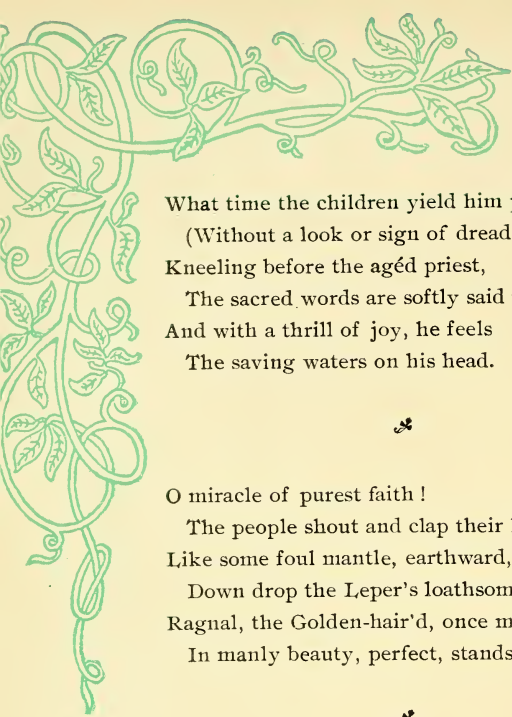 What time the children yield him
(Without a look or sign of dread
Kneeling before the agéd priest,
The sacred words are softly said
And with a thrill of joy, he feels
The saving waters on his head.
O miracle of purest faith !
The people shout and clap their
Like some foul mantle, earthward,
Down drop the Leper's
Ragnal, the Golden-hair'd, once
In manly beauty, perfect, stands